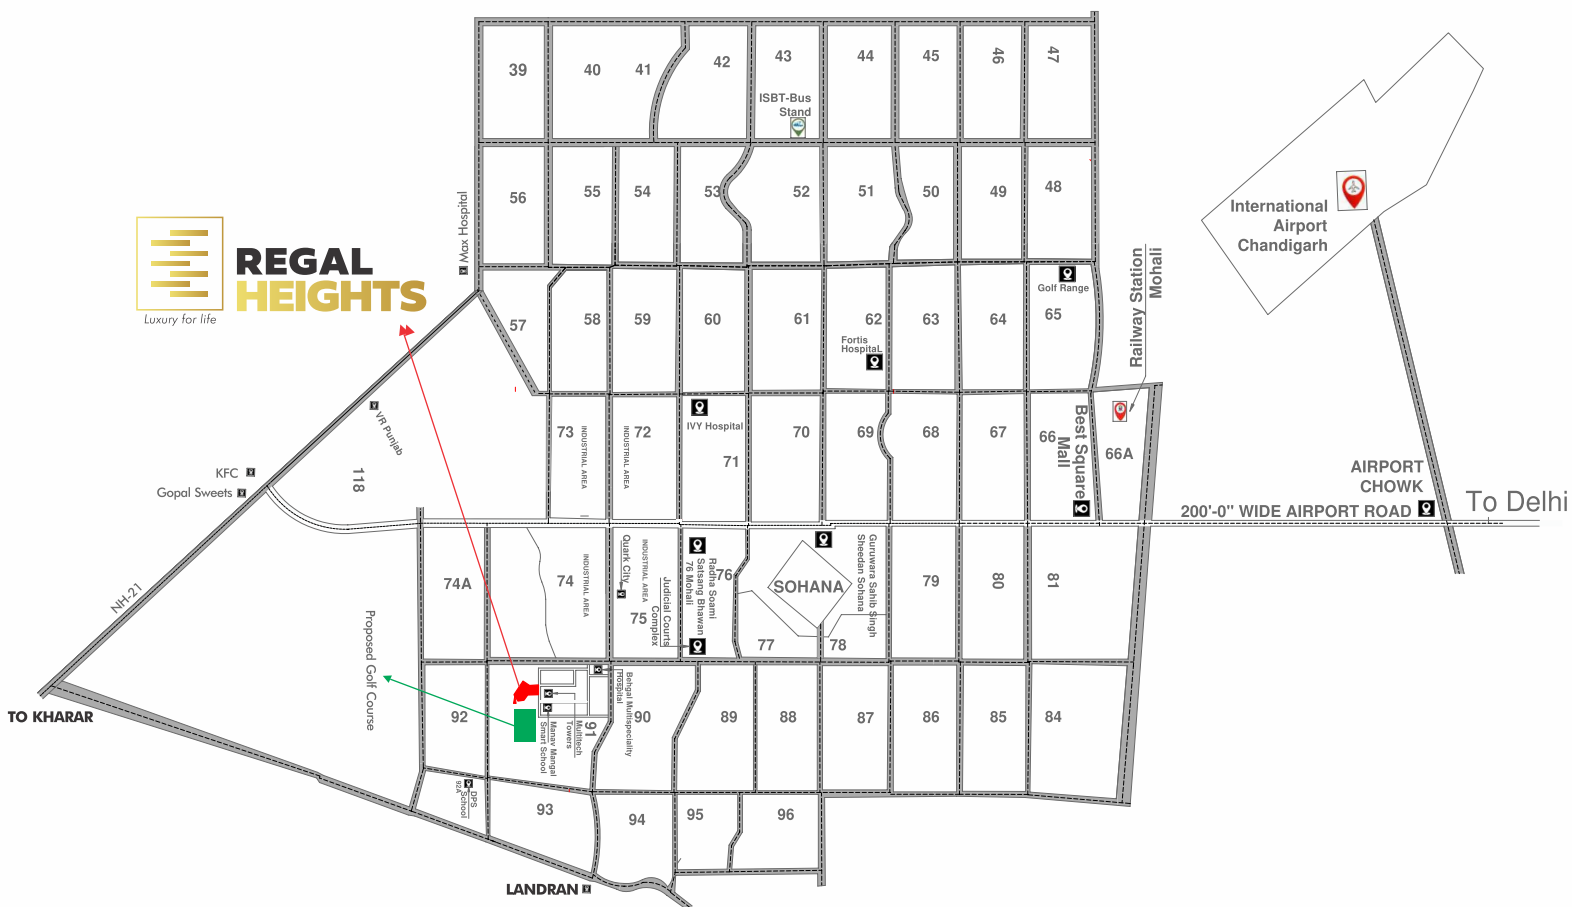 39
40
41
42
43
44
45
46
47
ISBT-Bus
Stand
56
55
54
53
52
51
50
49
48
Max Hospital
REGAL
HEIGHTS
Luxury for life
International
Airport
Chandigarh
Railway Station
Mohali
Golf Range
57
58
59
60
61
62
63
64
65
Fortis
HospitaL
VR Punjab
118
KFC
Gopal Sweets
73
INDUSTRIAL AREA
INDUSTRIAL AREA
72
IVY Hospital
71
70
69
68
67
66
Best Square
Mall
66A
AIRPORT
CHOWK
200'-0" WIDE AIRPORT ROAD
To Delhi
NH-21
74A
74
INDUSTRIAL AREA
Quark City
INDUSTRIAL AREA
75
Judicial Courts
Complex
Radha Soami
Satsang Bhawan
76 Mohali
76
SOHANA
77
78
Guruwara Sahib Singh
Sheedan Sohana
79
80
81
Proposed Golf Course
TO KHARAR
92
91
Multitech
Towers
Manav Mangal
Smart School
Behgal Multispeciality
Hospital
90
89
88
87
86
85
84
DPS
School
92A
93
94
95
96
LANDRAN